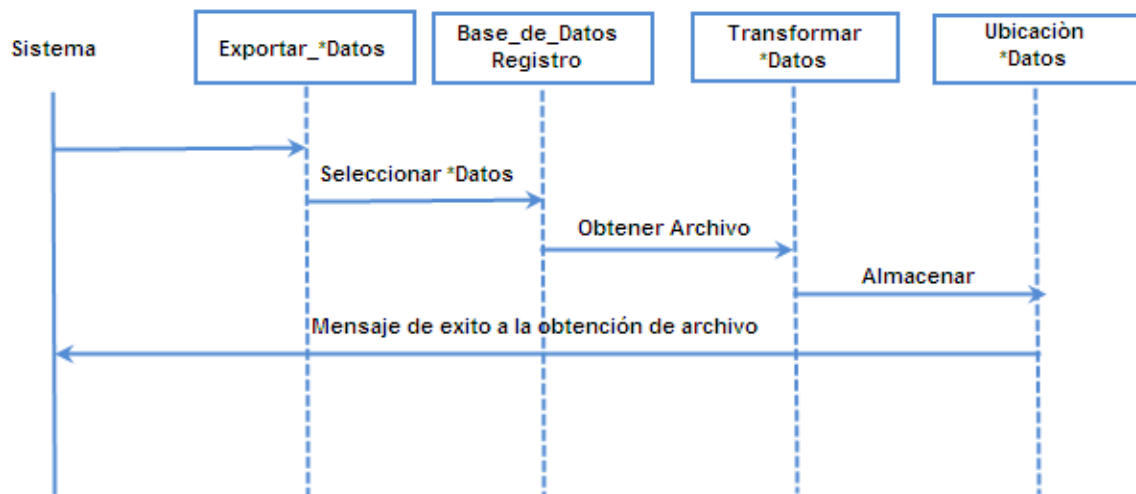 Sistema
Exportar_*Datos
Base_de_Datos
Registro
Transformar
*Datos
Ubicaciòn
*Datos
Seleccionar *Datos
Obtener Archivo
Almacenar
Mensaje de exito a la obtención de archivo